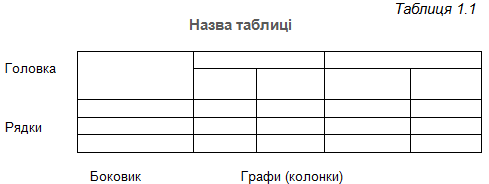 Таблиця 1.1
Назва таблиці
Головка
Рядки
Боковик Графи (колонки)